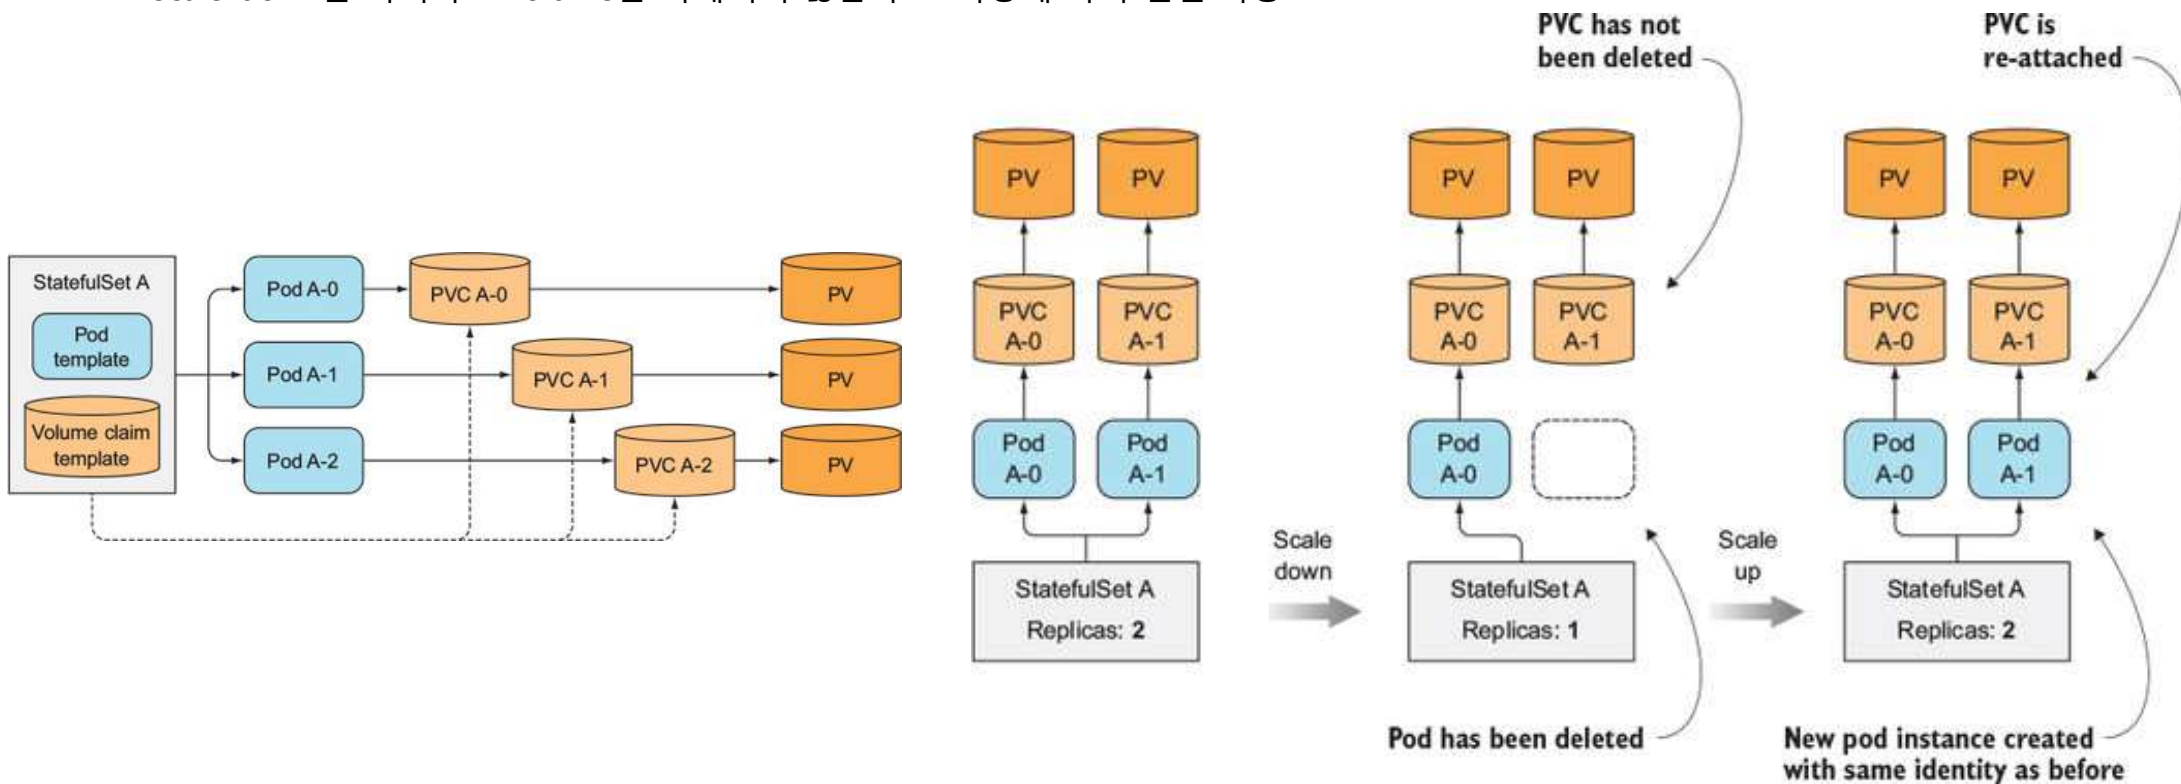 PVC has not
been deleted
PVC is
re-attached
StatefulSet A
Pod
template
Volume claim
template
Pod A-0
Pod A-1
Pod A-2
PVC A-0
PVC A-1
PVC A-2
PV
PV
PV
PV
PV
PVC
A-0
PVC
A-1
Pod
A-0
Pod
A-1
StatefulSet A
Replicas: 2
Scale
down
PV
PV
PVC
A-0
PVC
A-1
Pod
A-0
StatefulSet A
Replicas: 1
Pod has been deleted
Scale
up
PV
PV
PVC
A-0
PVC
A-1
Pod
A-0
Pod
A-1
StatefulSet A
Replicas: 2
New pod instance created
with same identity as before